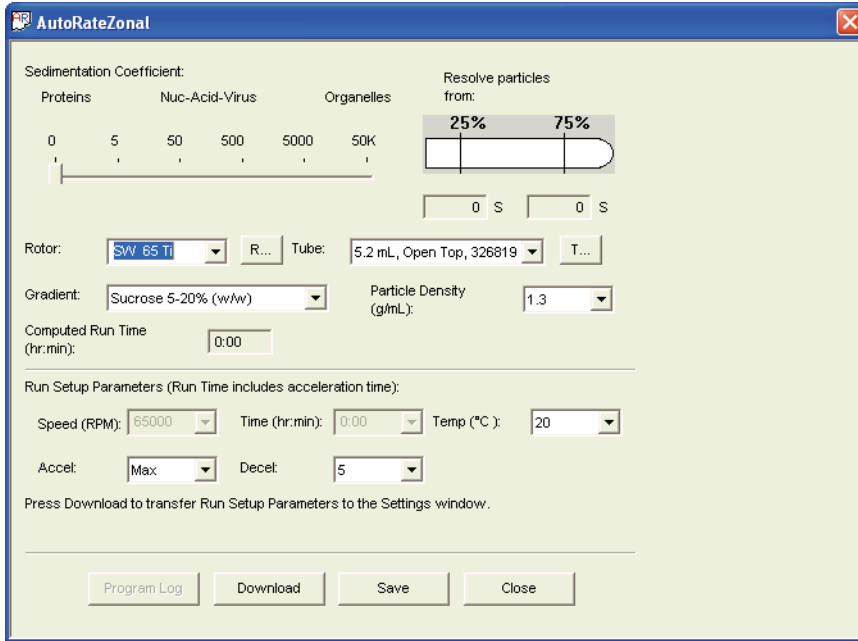 AutoRateZonal
Sedimentation Coefficient:
Proteins Nuc-Acid-Virus Organelles
0 5 50 500 5000 50K
Resolve particles
from:
25% 75%
0 S 0 S
Rotor: SW 65 Ti R... Tube: 5.2 mL, Open Top, 326819 T...
Gradient: Sucrose 5-20% (w/w) Particle Density
(g/mL): 1.3
Computed Run Time
(hr:min): 0:00
Run Setup Parameters (Run Time includes acceleration time):
Speed (RPM): 65000 Time (hr:min): 0:00 Temp (°C ): 20
Accel: Max Decel: 5
Press Download to transfer Run Setup Parameters to the Settings window.
Program Log Download Save Close